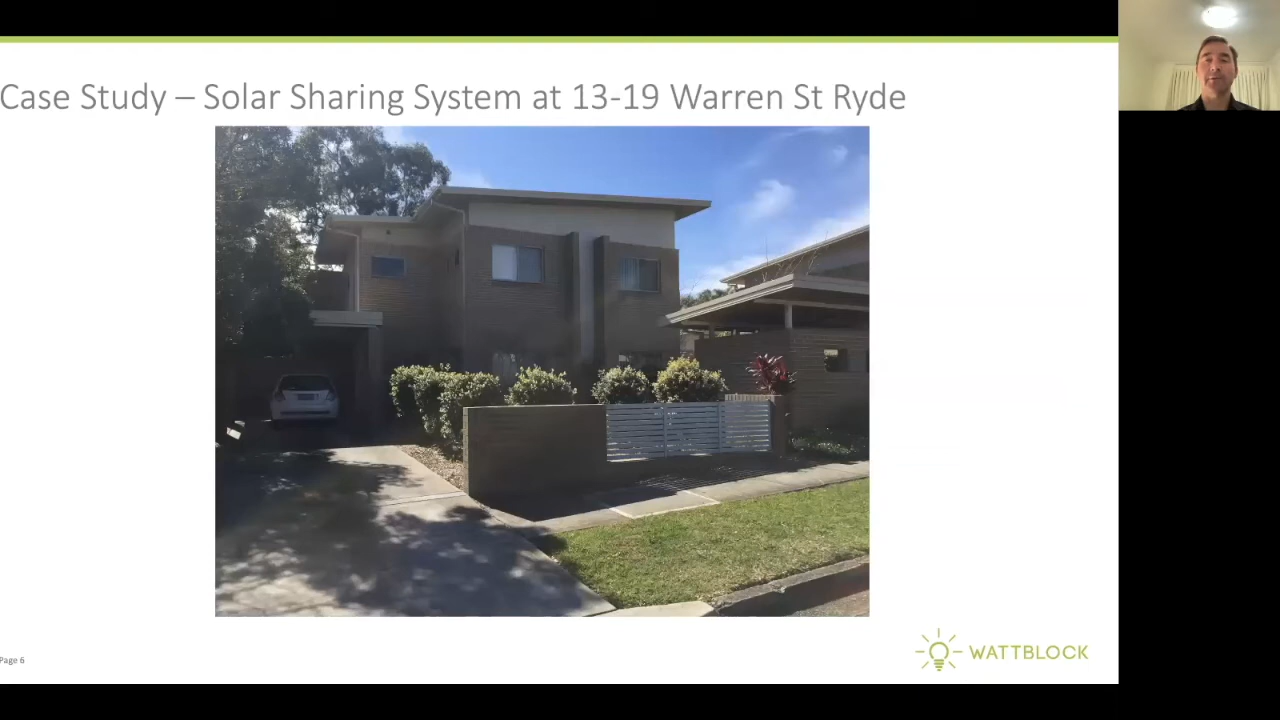 Case Study – Solar Sharing System at 13-19 Warren St Ryde
Page 6
WATTBLOCK